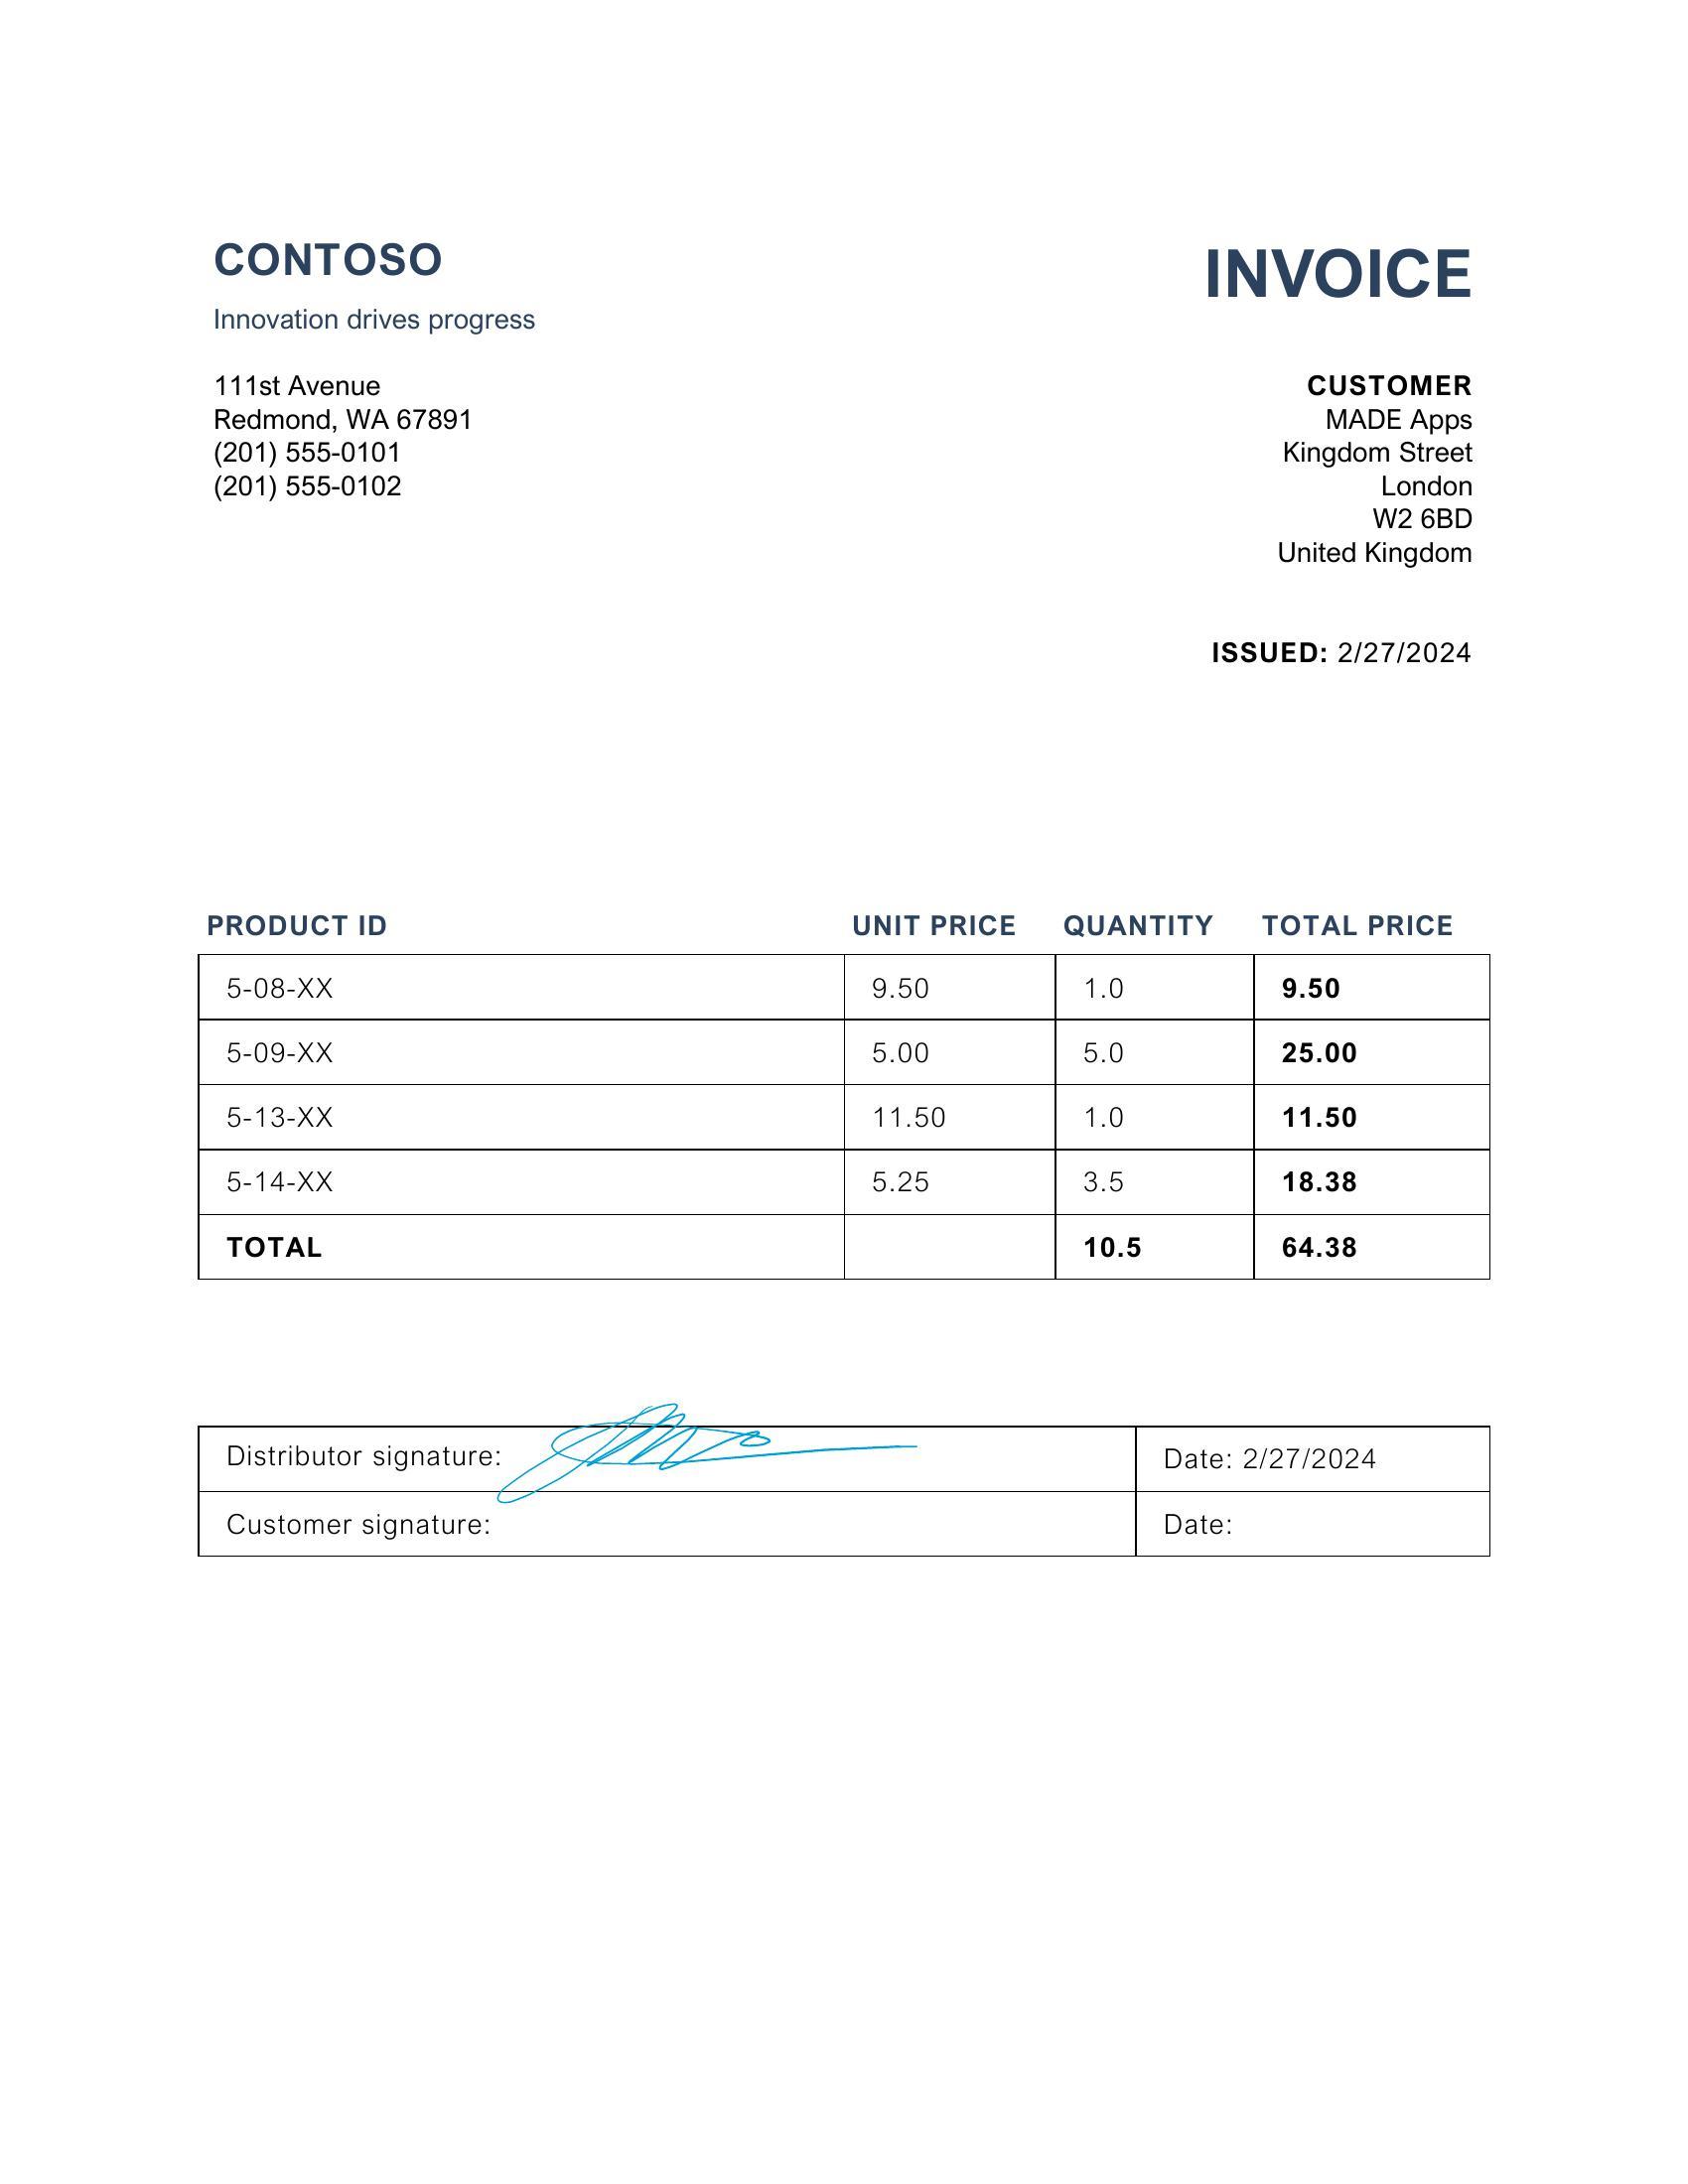 CONTOSO
Innovation drives progress
111st Avenue
Redmond, WA 67891
(201) 555-0101
(201) 555-0102
INVOICE
CUSTOMER
MADE Apps
Kingdom Street
London
W2 6BD
United Kingdom
ISSUED: 2/27/2024
PRODUCT ID UNIT PRICE QUANTITY TOTAL PRICE
5-08-XX 9.50 1.0 9.50
5-09-XX 5.00 5.0 25.00
5-13-XX 11.50 1.0 11.50
5-14-XX 5.25 3.5 18.38
TOTAL 10.5 64.38
Distributor signature: Date: 2/27/2024
Customer signature: Date: